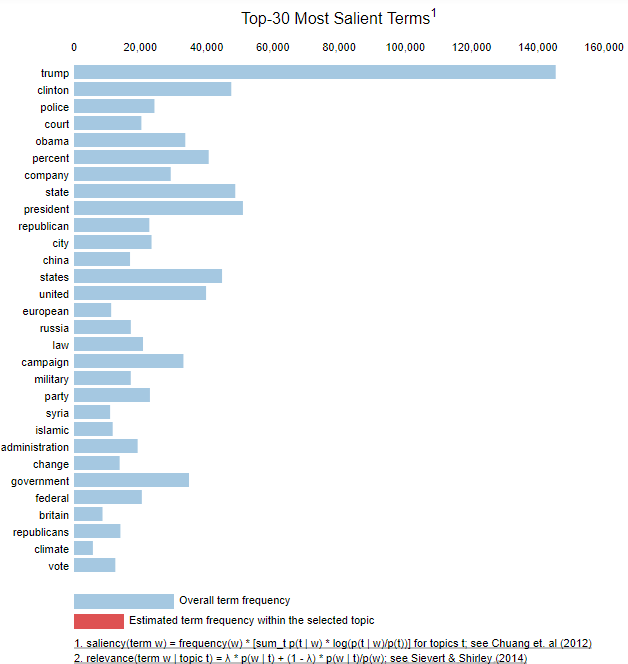 Top-30 Most Salient Terms1
0 20,000 40,000 60,000 80,000 100,000 120,000 140,000 160,000
trump
clinton
police
court
obama
percent
company
state
president
republican
city
china
states
united
european
russia
law
campaign
military
party
syria
islamic
administration
change
government
federal
britain
republicans
climate
vote
Overall term frequency
Estimated term frequency within the selected topic
1. saliency(term w) = frequency(w) * [sum_t p(t | w) * log(p(t | w)/p(t))] for topics t; see Chuang et. al (2012)
2. relevance(term w | topic t) = λ * p(w | t) + (1 - λ) * p(w | t)/p(w); see Sievert & Shirley (2014)